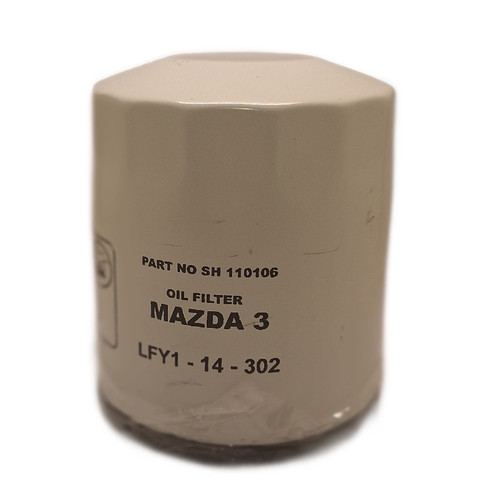 PART NO SH 110106
OIL FILTER
MAZDA 3
LFY1 - 14 - 302